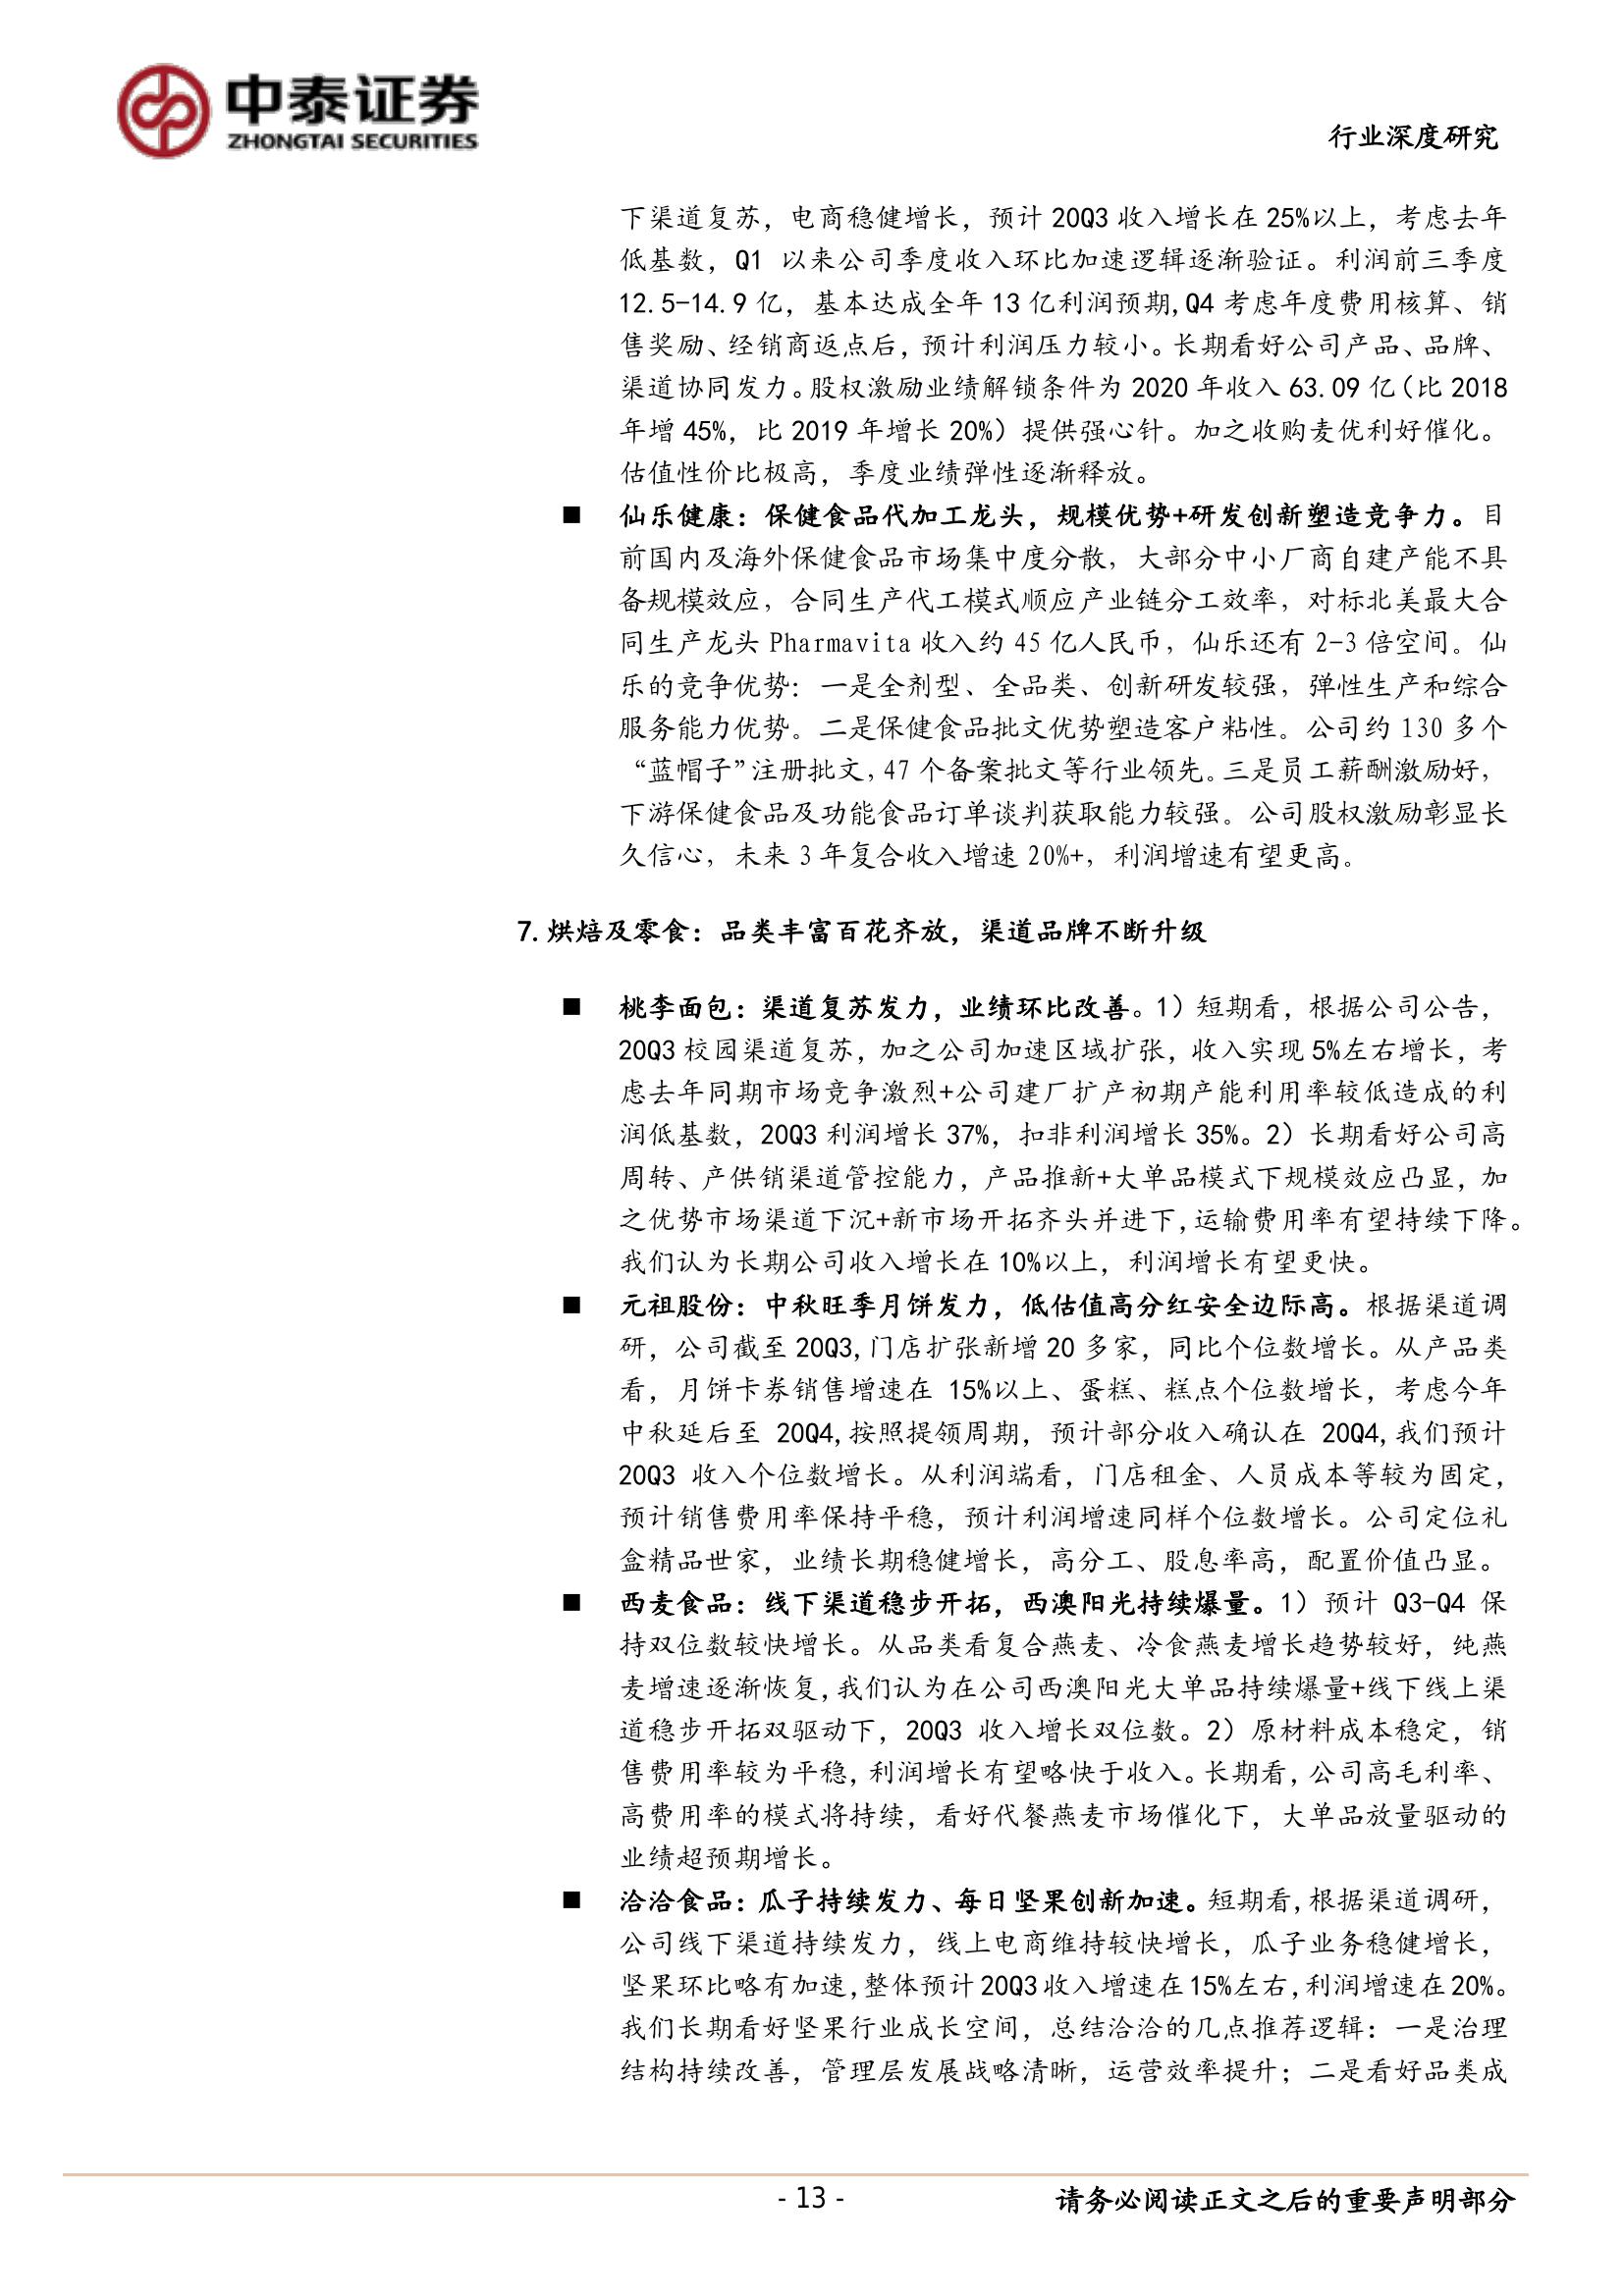 中泰证券
ZHONGTAI SECURITIES
行业深度研究
下渠道复苏，电商稳健增长，预计 20Q3 收入增长在 25%以上，考虑去年
低基数，Q1 以来公司季度收入环比加速逻辑逐渐验证。利润前三季度
12.5-14.9 亿，基本达成全年 13 亿利润预期,Q4 考虑年度费用核算、销
售奖励、经销商返点后，预计利润压力较小。长期看好公司产品、品牌、
渠道协同发力。股权激励业绩解锁条件为 2020 年收入 63.09 亿（比 2018
年增 45%，比 2019 年增长 20%）提供强心针。加之收购麦优利好催化。
估值性价比极高，季度业绩弹性逐渐释放。
■ 仙乐健康：保健食品代加工龙头，规模优势+研发创新塑造竞争力。目
前国内及海外保健食品市场集中度分散，大部分中小厂商自建产能不具
备规模效应，合同生产代工模式顺应产业链分工效率，对标北美最大合
同生产龙头 Pharmavita 收入约 45 亿人民币，仙乐还有 2-3 倍空间。仙
乐的竞争优势：一是全剂型、全品类、创新研发较强，弹性生产和综合
服务能力优势。二是保健食品批文优势塑造客户粘性。公司约 130 多个
“蓝帽子”注册批文，47 个备案批文等行业领先。三是员工薪酬激励好，
下游保健食品及功能食品订单谈判获取能力较强。公司股权激励彰显长
久信心，未来 3 年复合收入增速 20%+，利润增速有望更高。
7.烘焙及零食：品类丰富百花齐放，渠道品牌不断升级
■ 桃李面包：渠道复苏发力，业绩环比改善。1）短期看，根据公司公告，
20Q3 校园渠道复苏，加之公司加速区域扩张，收入实现 5%左右增长，考
虑去年同期市场竞争激烈+公司建厂扩产初期产能利用率较低造成的利
润低基数，20Q3 利润增长 37%，扣非利润增长 35%。2）长期看好公司高
周转、产供销渠道管控能力，产品推新+大单品模式下规模效应凸显，加
之优势市场渠道下沉+新市场开拓齐头并进下,运输费用率有望持续下降。
我们认为长期公司收入增长在 10%以上，利润增长有望更快。
■ 元祖股份：中秋旺季月饼发力，低估值高分红安全边际高。根据渠道调
研，公司截至 20Q3,门店扩张新增 20 多家，同比个位数增长。从产品类
看，月饼卡券销售增速在 15%以上、蛋糕、糕点个位数增长，考虑今年
中秋延后至 20Q4,按照提领周期，预计部分收入确认在 20Q4,我们预计
20Q3 收入个位数增长。从利润端看，门店租金、人员成本等较为固定，
预计销售费用率保持平稳，预计利润增速同样个位数增长。公司定位礼
盒精品世家，业绩长期稳健增长，高分工、股息率高，配置价值凸显。
■ 西麦食品：线下渠道稳步开拓，西澳阳光持续爆量。1）预计 Q3-Q4 保
持双位数较快增长。从品类看复合燕麦、冷食燕麦增长趋势较好，纯燕
麦增速逐渐恢复,我们认为在公司西澳阳光大单品持续爆量+线下线上渠
道稳步开拓双驱动下，20Q3 收入增长双位数。2）原材料成本稳定，销
售费用率较为平稳,利润增长有望略快于收入。长期看,公司高毛利率、
高费用率的模式将持续，看好代餐燕麦市场催化下，大单品放量驱动的
业绩超预期增长。
■ 洽洽食品：瓜子持续发力、每日坚果创新加速。短期看,根据渠道调研，
公司线下渠道持续发力，线上电商维持较快增长，瓜子业务稳健增长，
坚果环比略有加速,整体预计20Q3收入增速在15%左右,利润增速在20%。
我们长期看好坚果行业成长空间，总结洽洽的几点推荐逻辑：一是治理
结构持续改善，管理层发展战略清晰，运营效率提升；二是看好品类成
- 13 -
请务必阅读正文之后的重要声明部分